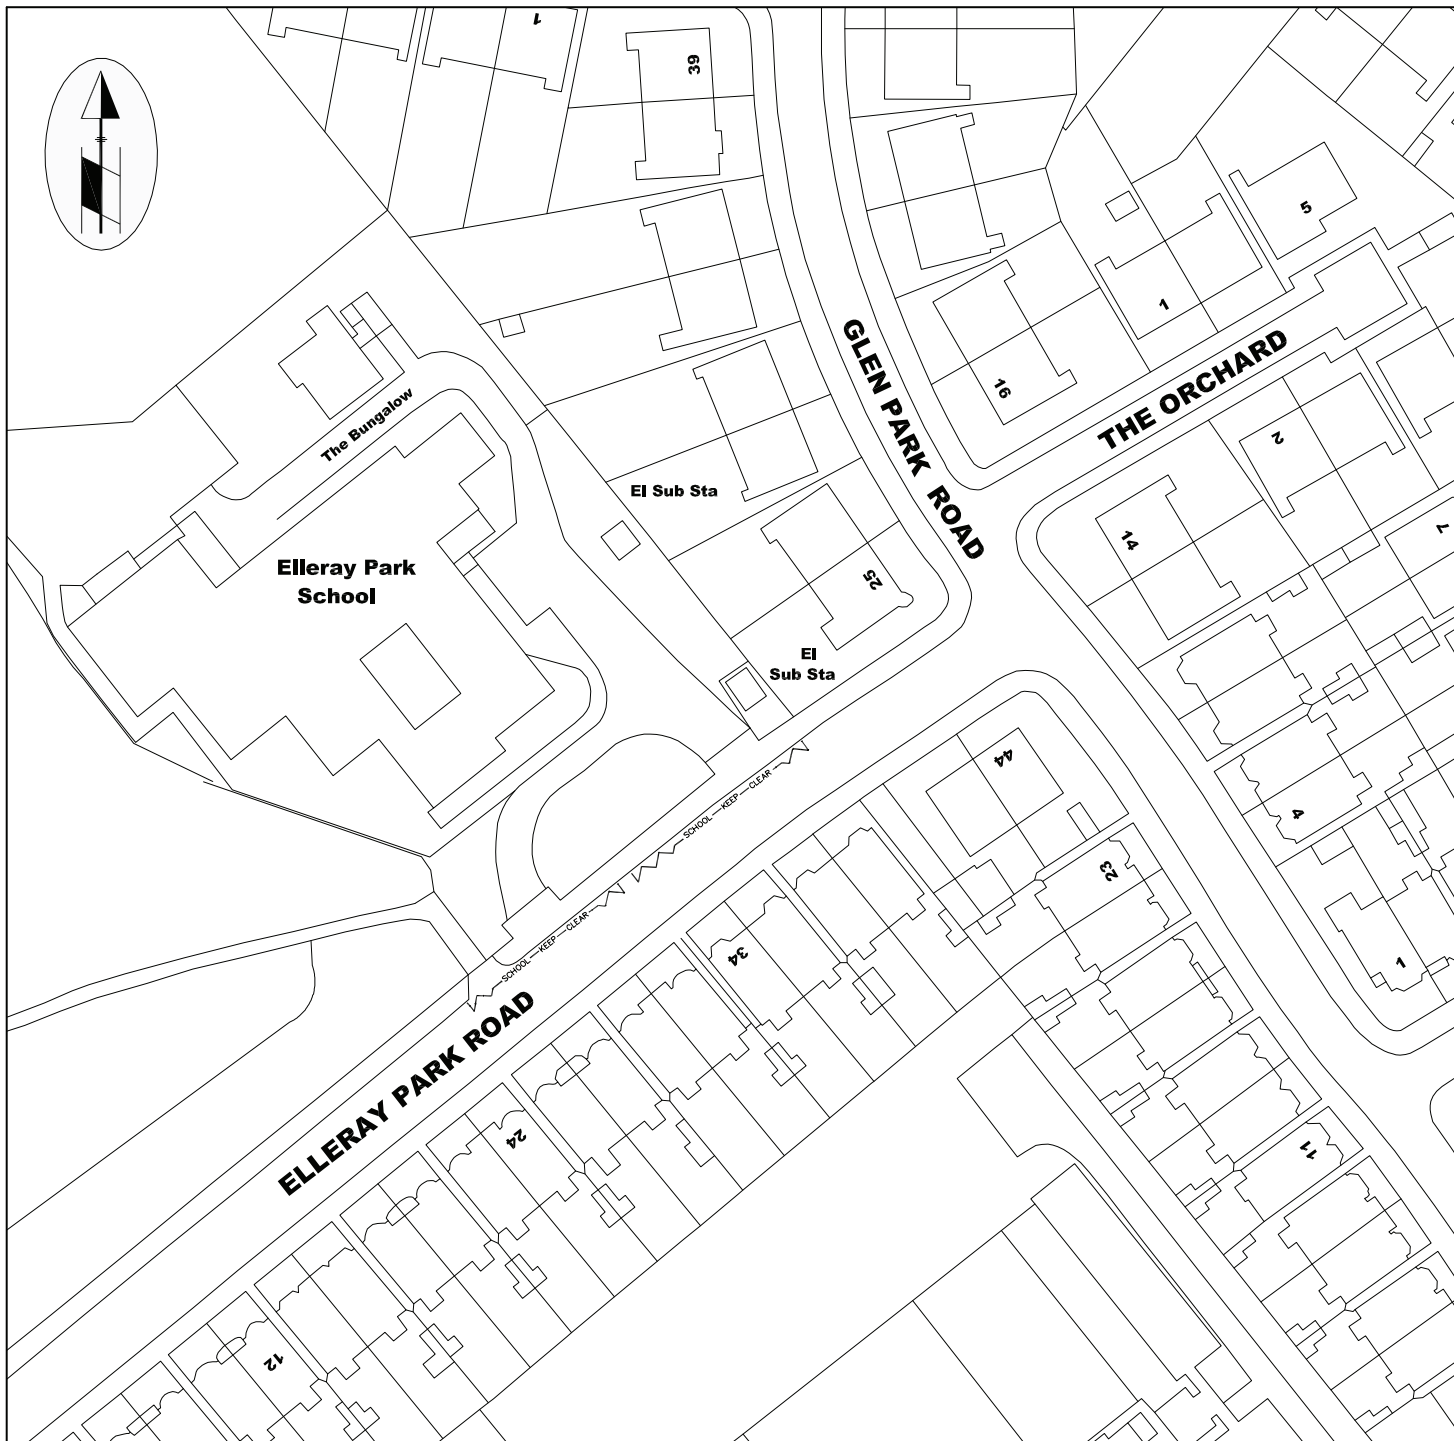 1
39
5
1
GLEN PARK ROAD
16
THE ORCHARD
The Bungalow
2
El Sub Sta
14
7
Elleray Park
School
25
El
Sub Sta
44
4
SCHOOL KEEP CLEAR
23
34
SCHOOL KEEP CLEAR
1
ELLERAY PARK ROAD
24
11
12